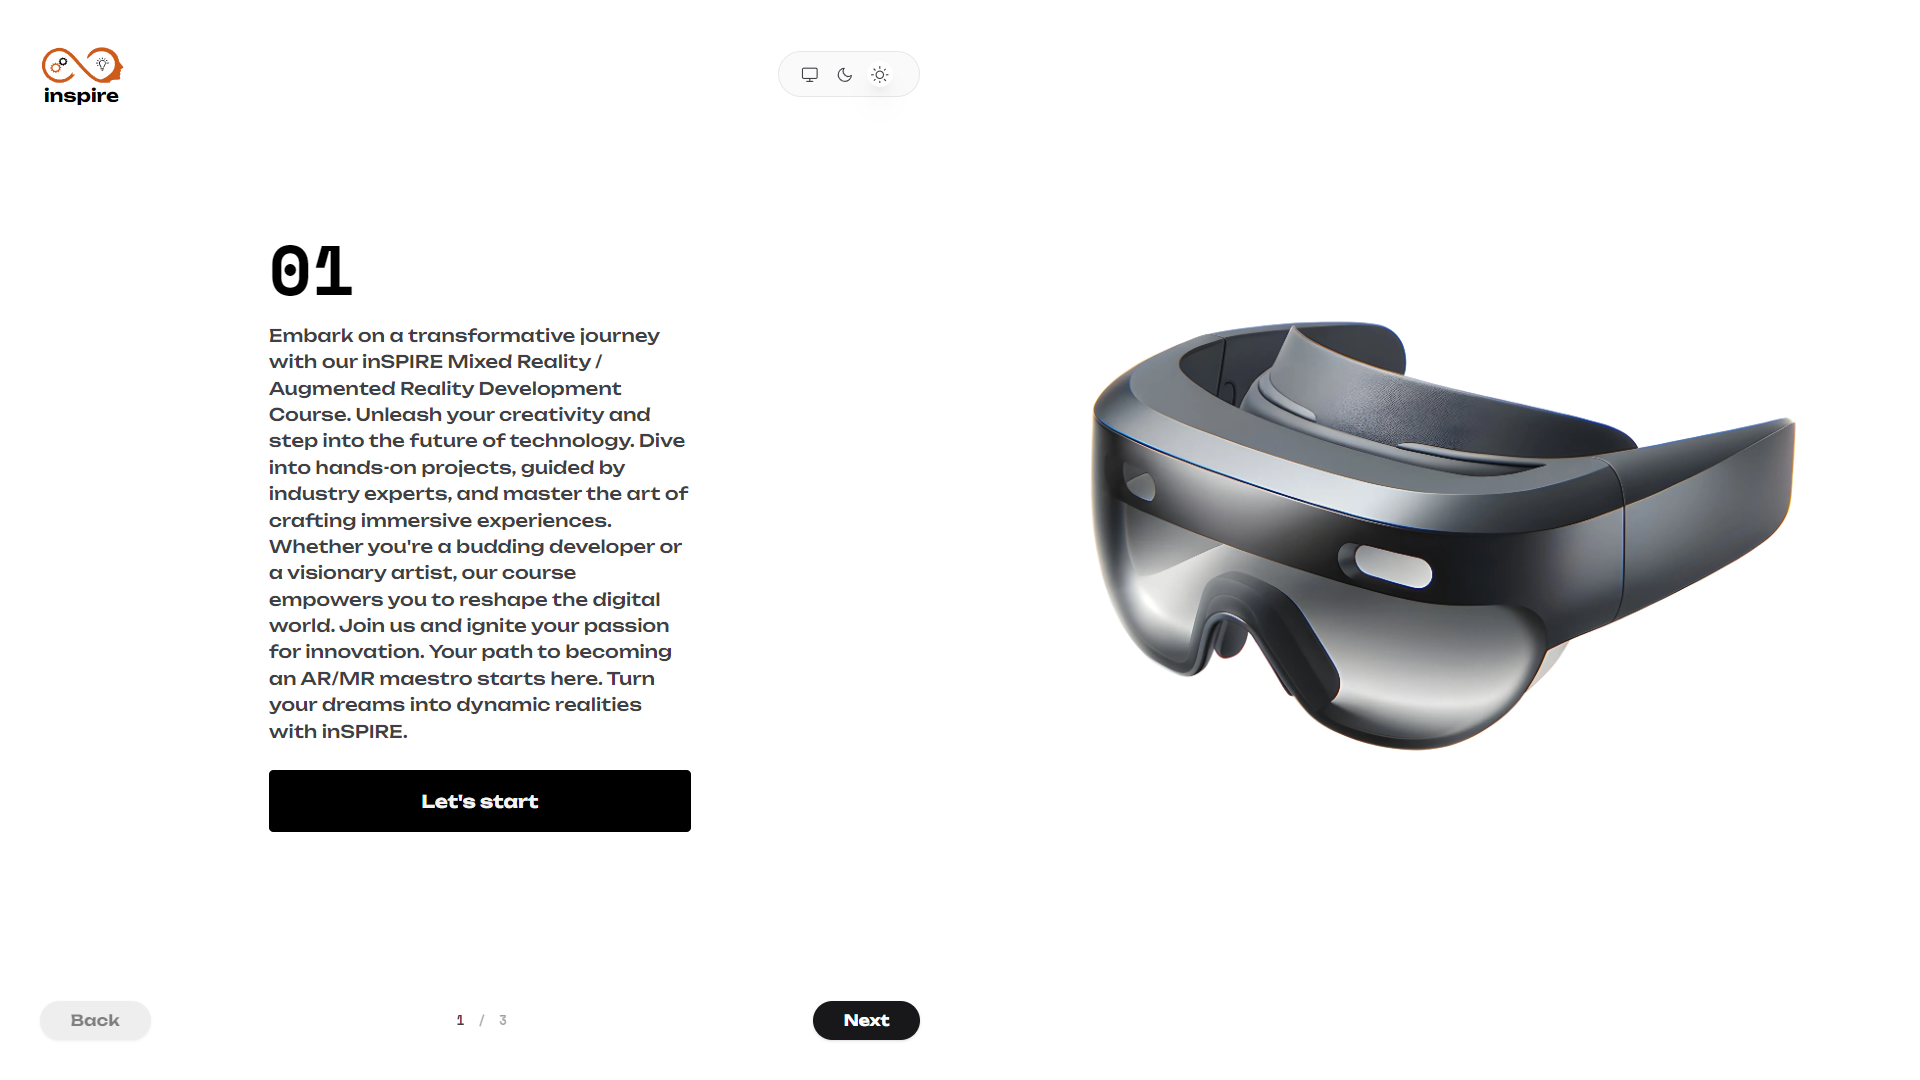 inspire
01
Embark on a transformative journey
with our inSPIRE Mixed Reality /
Augmented Reality Development
Course. Unleash your creativity and
step into the future of technology. Dive
into hands-on projects, guided by
industry experts, and master the art of
crafting immersive experiences.
Whether you're a budding developer or
a visionary artist, our course
empowers you to reshape the digital
world. Join us and ignite your passion
for innovation. Your path to becoming
an AR/MR maestro starts here. Turn
your dreams into dynamic realities
with inSPIRE.
Let's start
Back
1 / 3
Next